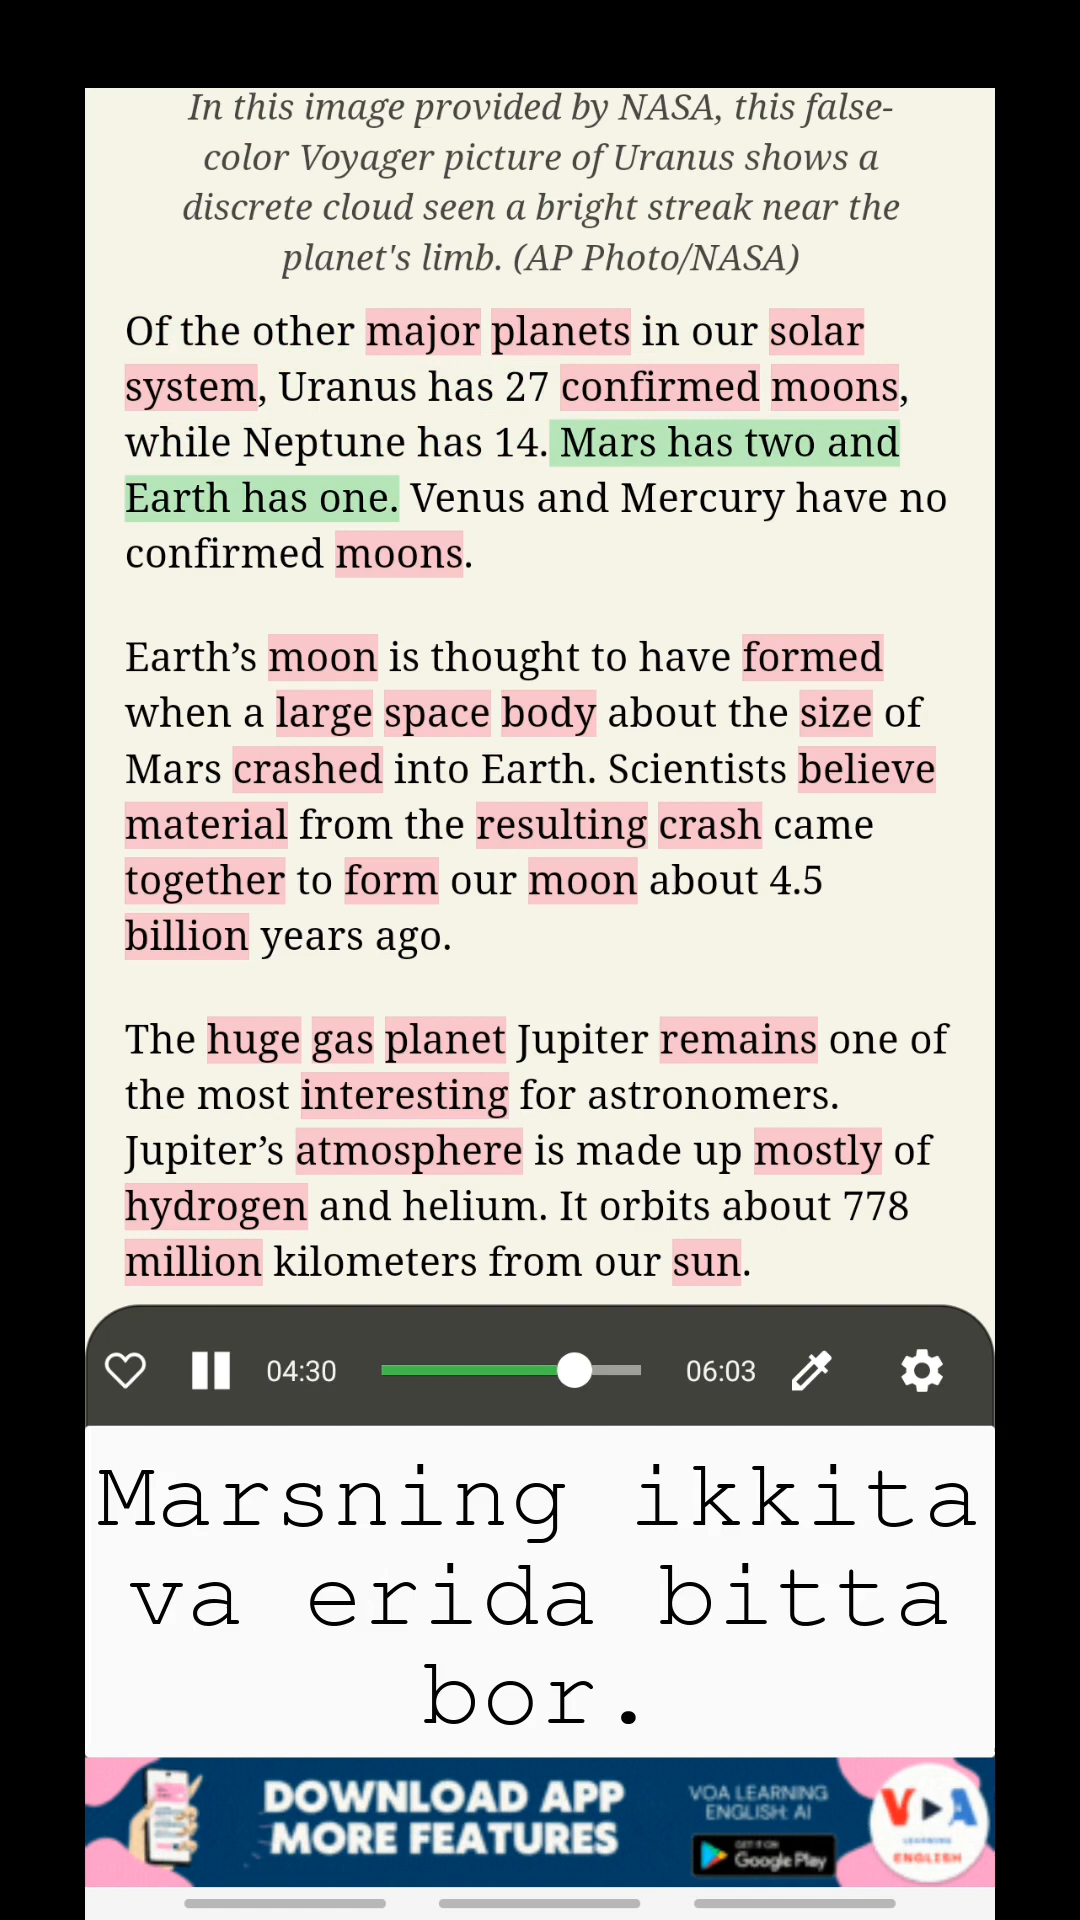 In this image provided by NASA, this false-
color Voyager picture of Uranus shows a
discrete cloud seen a bright streak near the
planet's limb. (AP Photo/NASA)
Of the other major planets in our solar
system, Uranus has 27 confirmed moons,
while Neptune has 14. Mars has two and
Earth has one. Venus and Mercury have no
confirmed moons.
Earth’s moon is thought to have formed
when a large space body about the size of
Mars crashed into Earth. Scientists believe
material from the resulting crash came
together to form our moon about 4.5
billion years ago.
The huge gas planet Jupiter remains one of
the most interesting for astronomers.
Jupiter’s atmosphere is made up mostly of
hydrogen and helium. It orbits about 778
million kilometers from our sun.
04:30 06:03
Marsning ikkita
va erida bitta
bor.
DOWNLOAD APP
MORE FEATURES
VOA LEARNING
ENGLISH: AI
GET IT ON
Google Play
VOA
LEARNING
ENGLISH